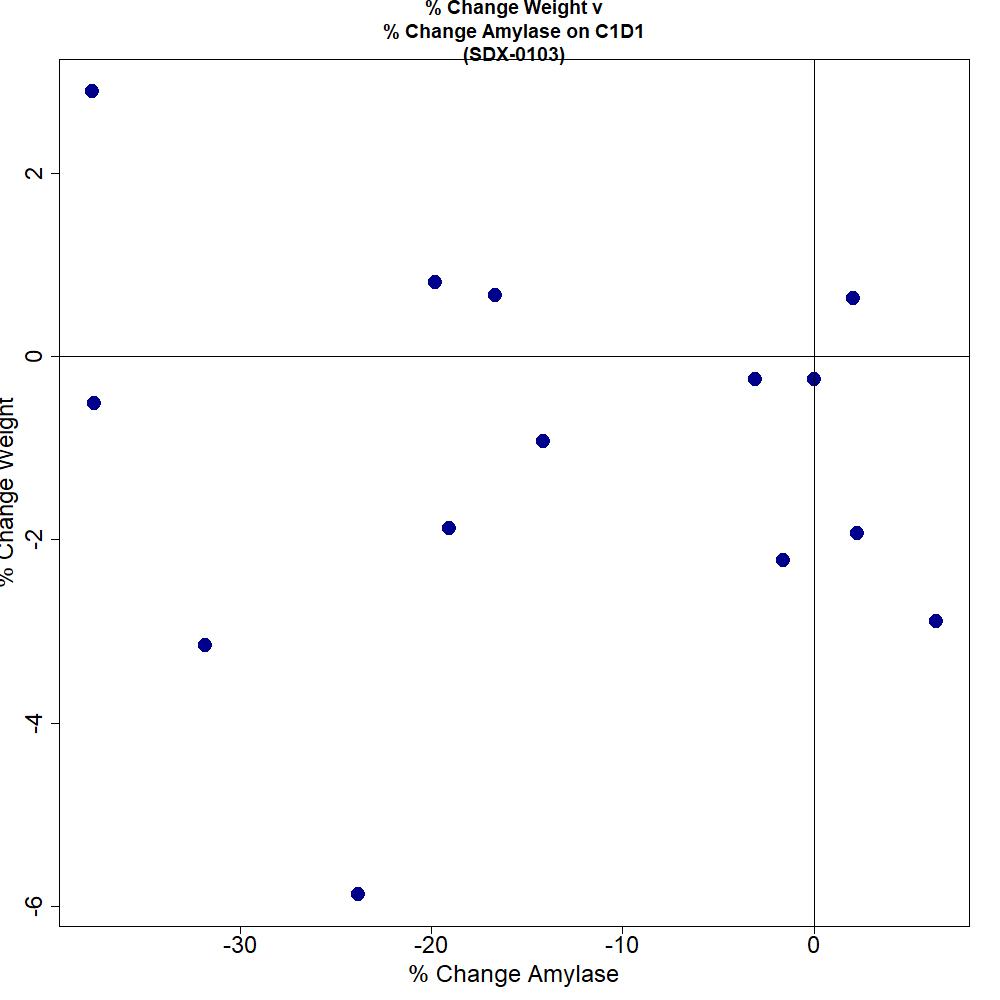 % Change Weight v
% Change Amylase on C1D1
(SDX-0103)
% Change Weight
2
0
-2
-4
-6
-30
-20
-10
0
% Change Amylase